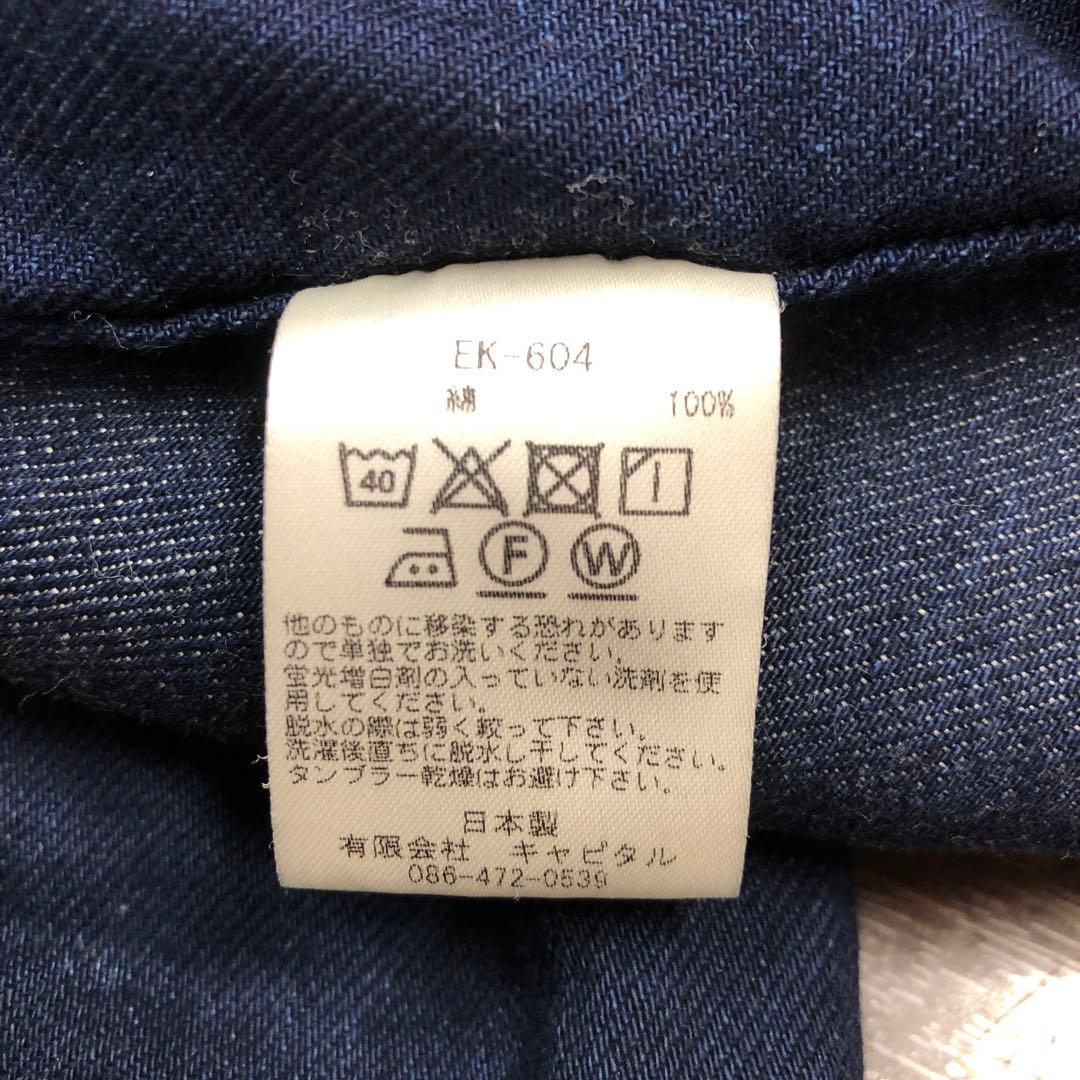 EK-604
綿 100%
40
F W
他のものに移染する恐れがあります
ので単独でお洗いください。
蛍光増白剤の入っていない洗剤を使
用してください。
脱水の際は弱く絞って下さい。
洗濯後直ちに脱水し干してください。
タンブラー乾燥はお避け下さい。
日本製
有限会社 キャピタル
086-472-0539